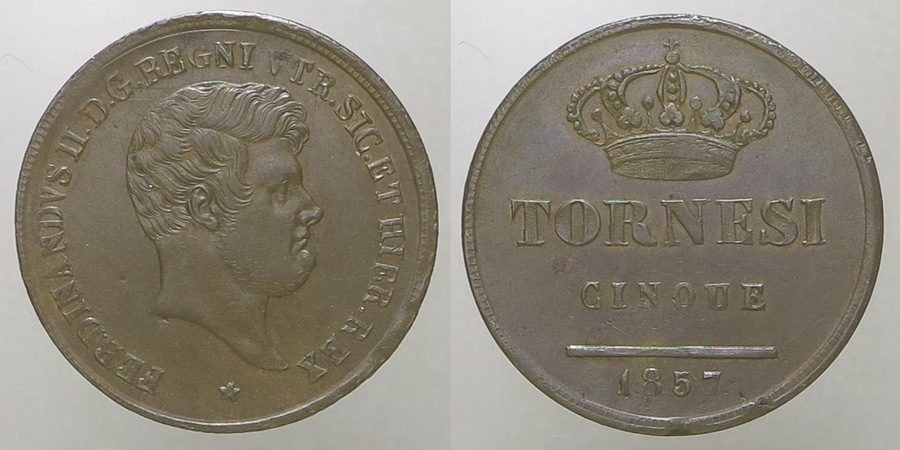 FERDINANDVS II. D. G. REGNI VTR. SIC. ET HIER. REX
TORNESI
CINQUE
1857